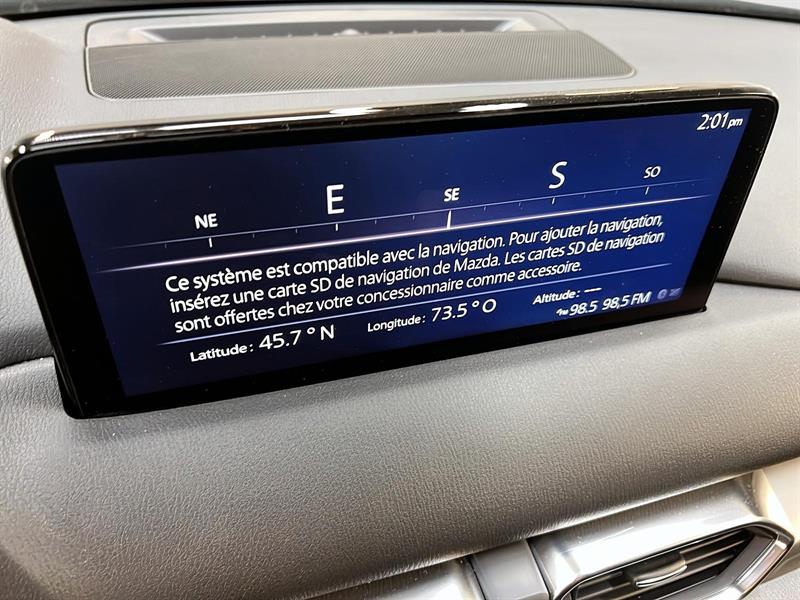 2:01pm
NE E SE S SO
Ce système est compatible avec la navigation. Pour ajouter la navigation,
insérez une carte SD de navigation de Mazda. Les cartes SD de navigation
sont offertes chez votre concessionnaire comme accessoire.
Latitude : 45.7 ° N Longitude : 73.5 ° O Altitude : ---
FM 98.5 98,5 FM